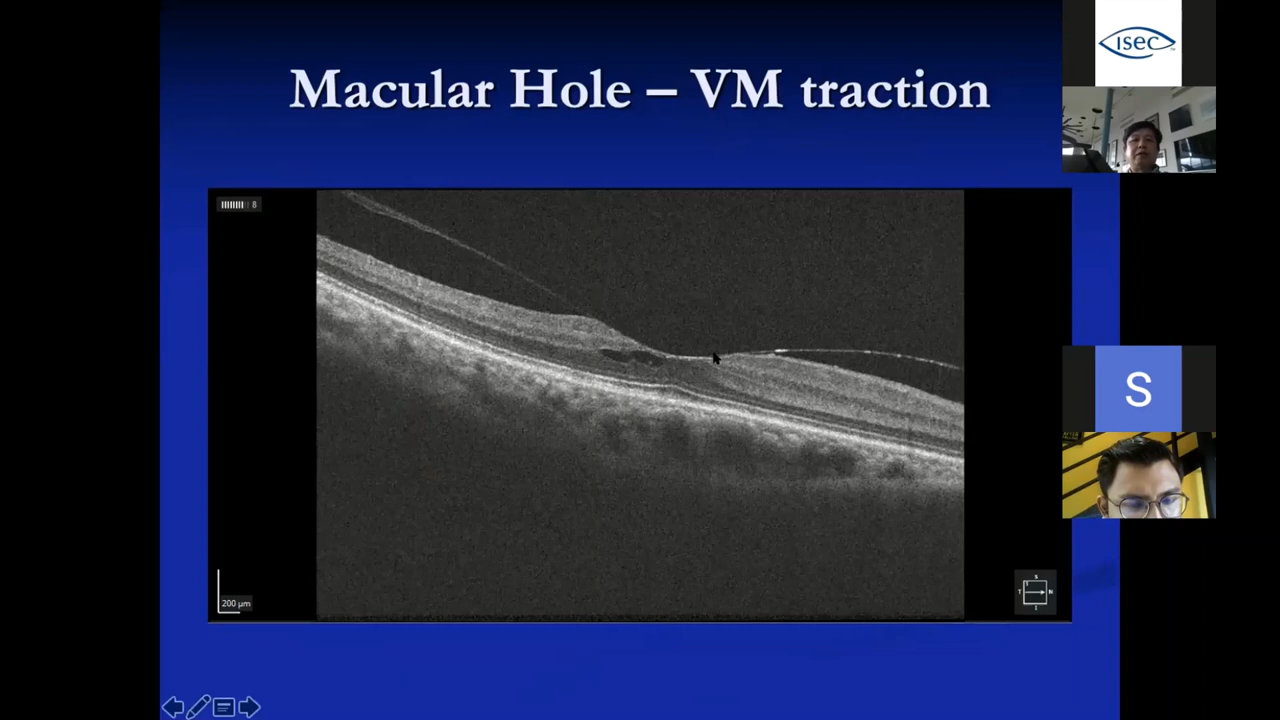 Macular Hole – VM traction
ISEC
8
S
200 µm
S
T
N
I